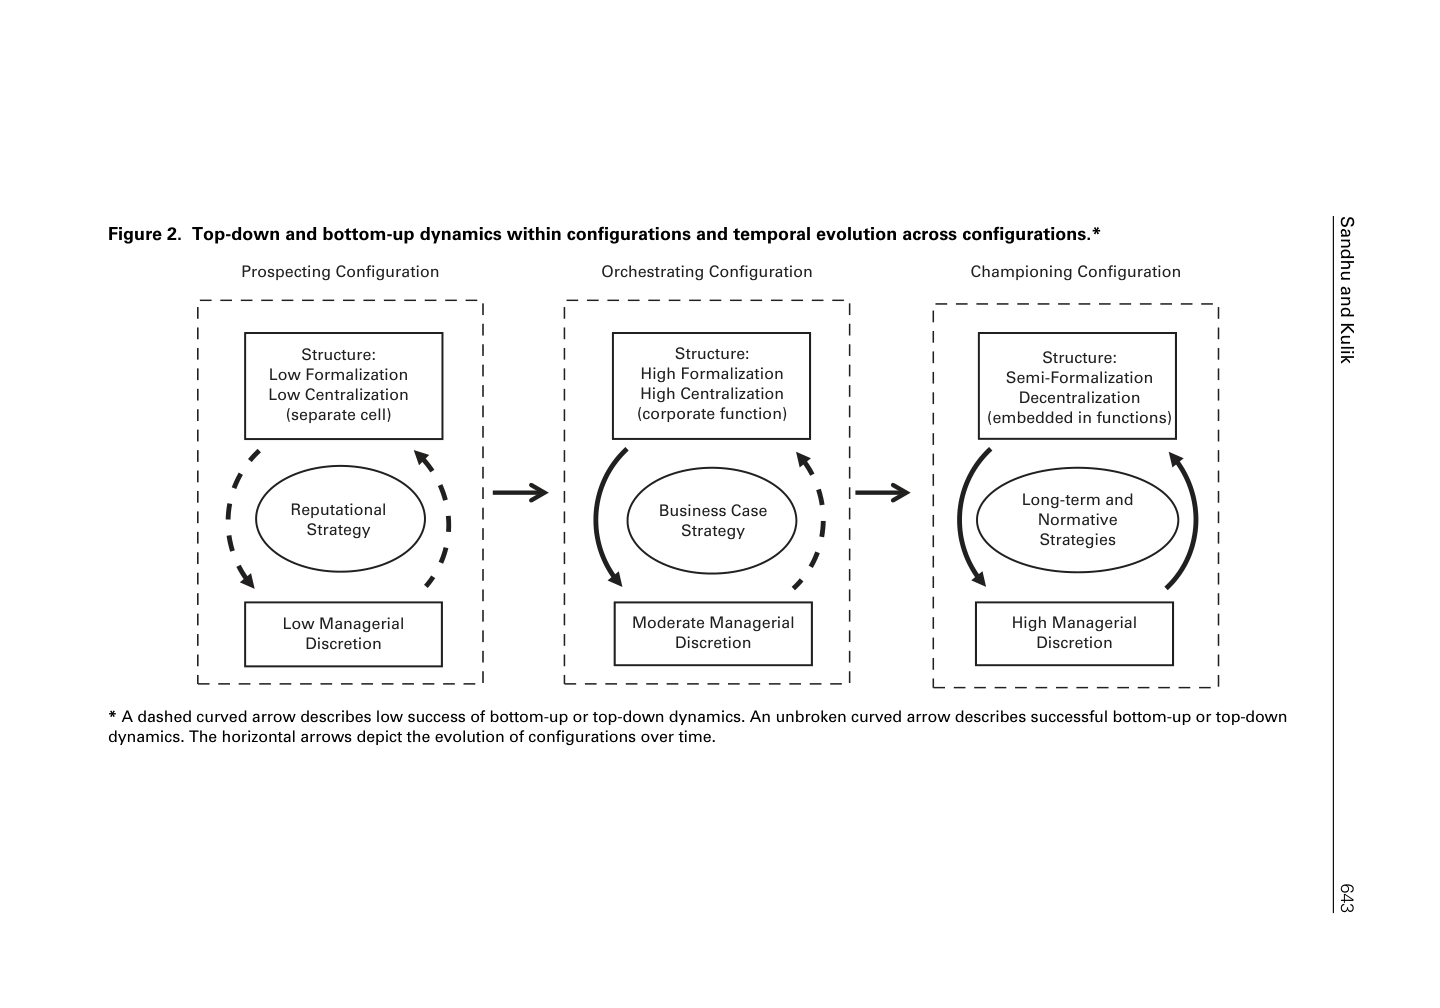 Figure 2. Top-down and bottom-up dynamics within configurations and temporal evolution across configurations.*
Prospecting Configuration
Structure:
Low Formalization
Low Centralization
(separate cell)
Reputational
Strategy
Low Managerial
Discretion
Orchestrating Configuration
Structure:
High Formalization
High Centralization
(corporate function)
Business Case
Strategy
Moderate Managerial
Discretion
Championing Configuration
Structure:
Semi-Formalization
Decentralization
(embedded in functions)
Long-term and
Normative
Strategies
High Managerial
Discretion
* A dashed curved arrow describes low success of bottom-up or top-down dynamics. An unbroken curved arrow describes successful bottom-up or top-down
dynamics. The horizontal arrows depict the evolution of configurations over time.
Sandhu and Kulik
643